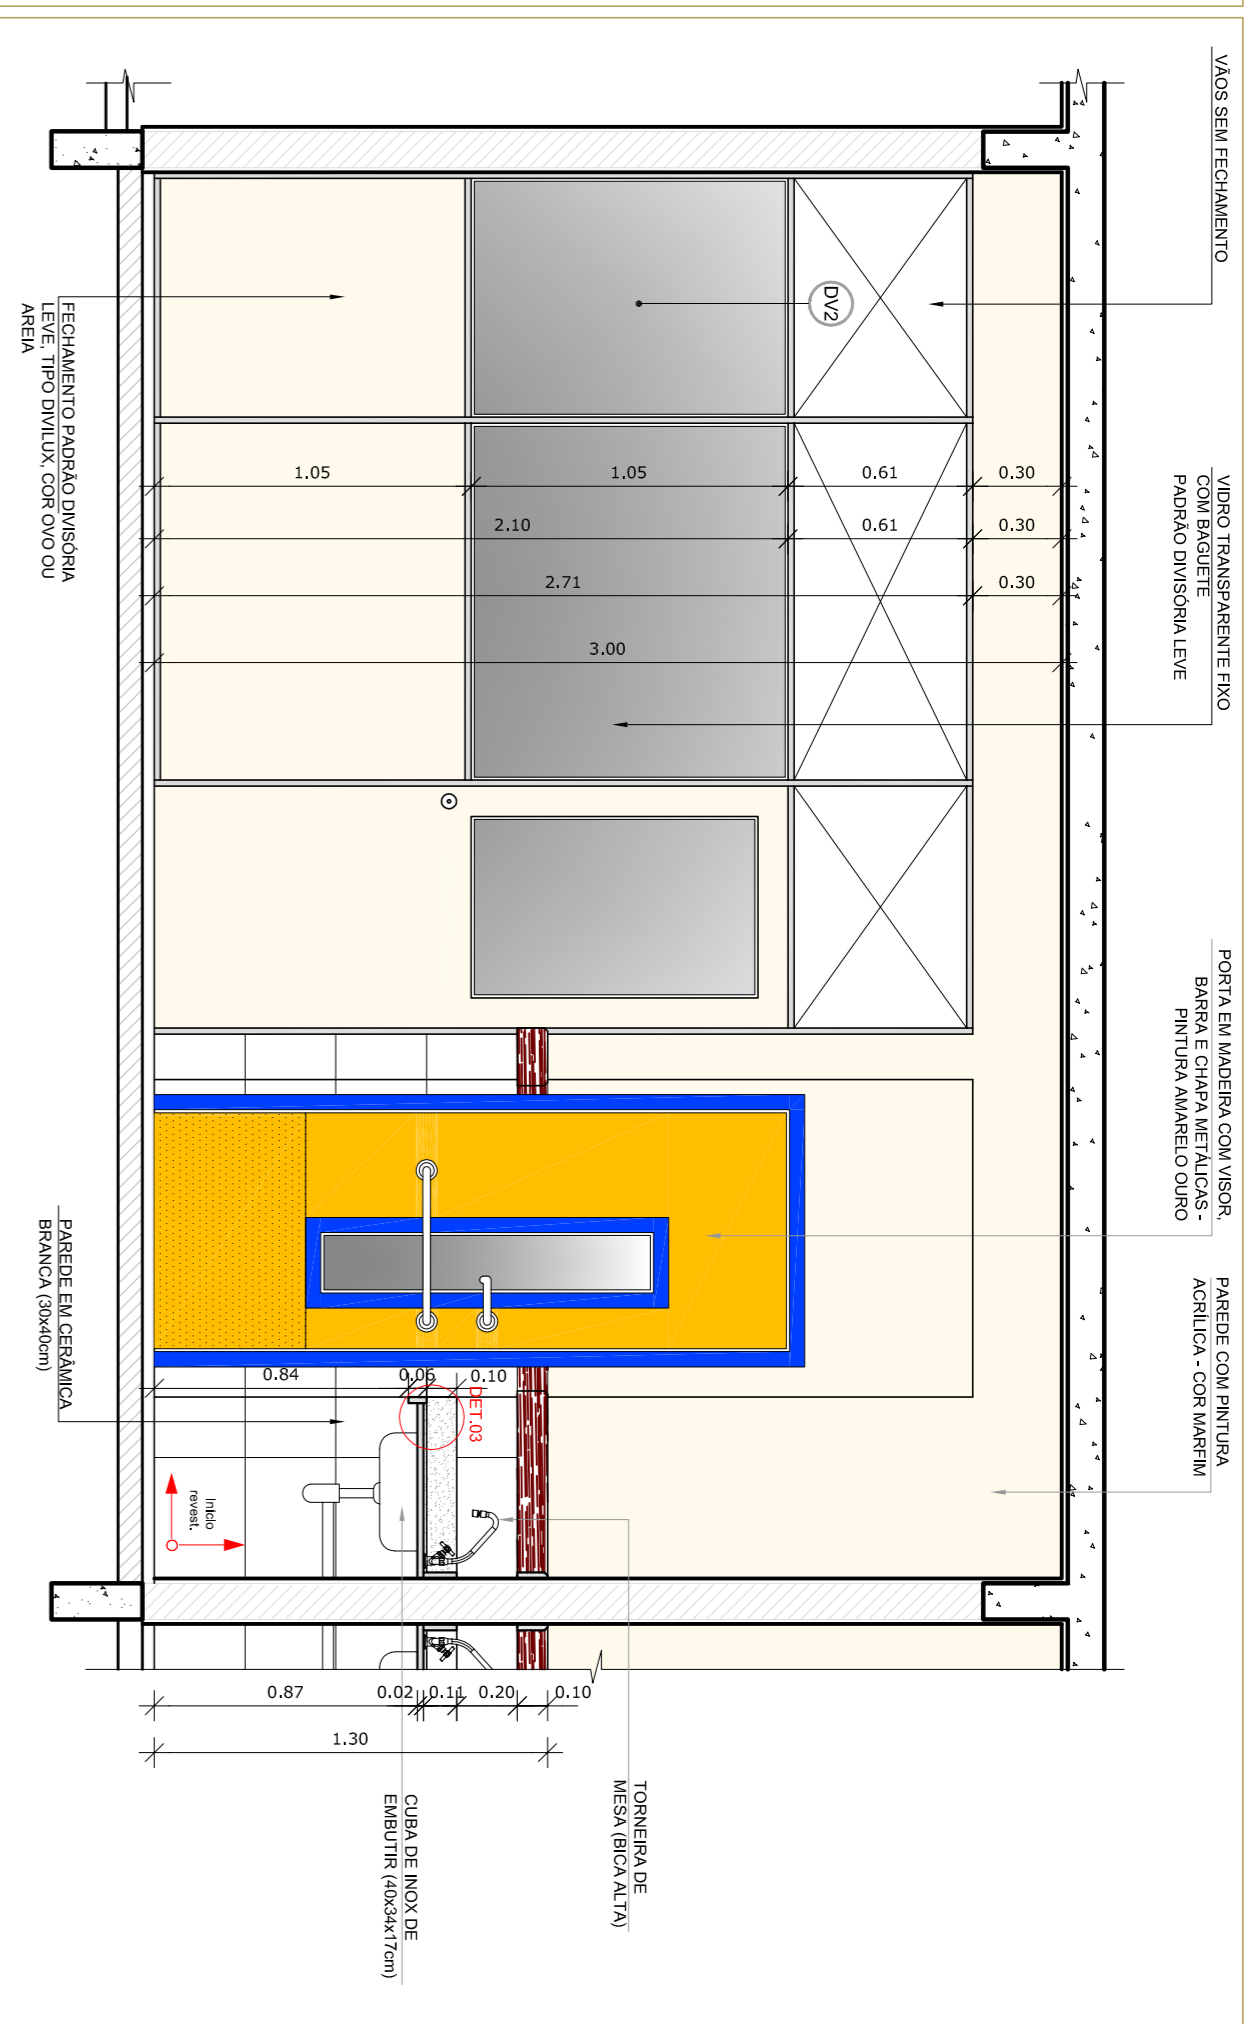 VÃOS SEM FECHAMENTO
VIDRO TRANSPARENTE FIXO
COM BAGUETE
PADRÃO DIVISÓRIA LEVE
PORTA EM MADEIRA COM VISOR,
BARRA E CHAPA METÁLICAS -
PINTURA AMARELO OURO
PAREDE COM PINTURA
ACRÍLICA - COR MARFIM
DV2
0.30
0.61
1.05
1.05
0.30
0.61
2.10
0.30
2.71
3.00
0.84
0.06
0.10
DET.03
Início
revest.
0.87
0.02
0.11
0.20
0.10
1.30
FECHAMENTO PADRÃO DIVISÓRIA
LEVE, TIPO DIVILUX, COR OVO OU
AREIA
PAREDE EM CERÂMICA
BRANCA (30x40cm)
TORNEIRA DE
MESA (BICA ALTA)
CUBA DE INOX DE
EMBUTIR (40x34x17cm)